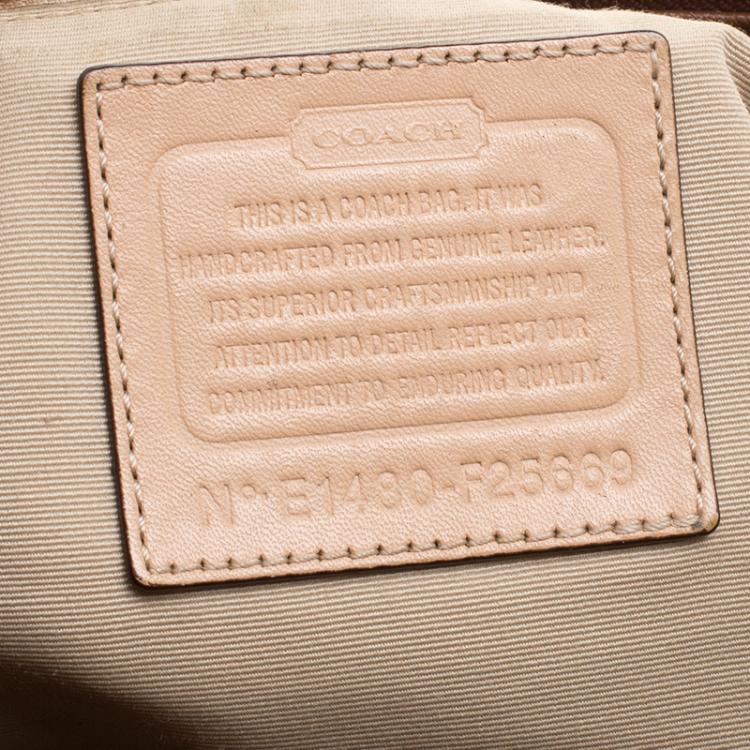 COACH
THIS IS A COACH BAG. IT WAS
HANDCRAFTED FROM GENUINE LEATHER.
ITS SUPERIOR CRAFTSMANSHIP AND
ATTENTION TO DETAIL REFLECT OUR
COMMITMENT TO ENDURING QUALITY.
Nº: E1480-F25669